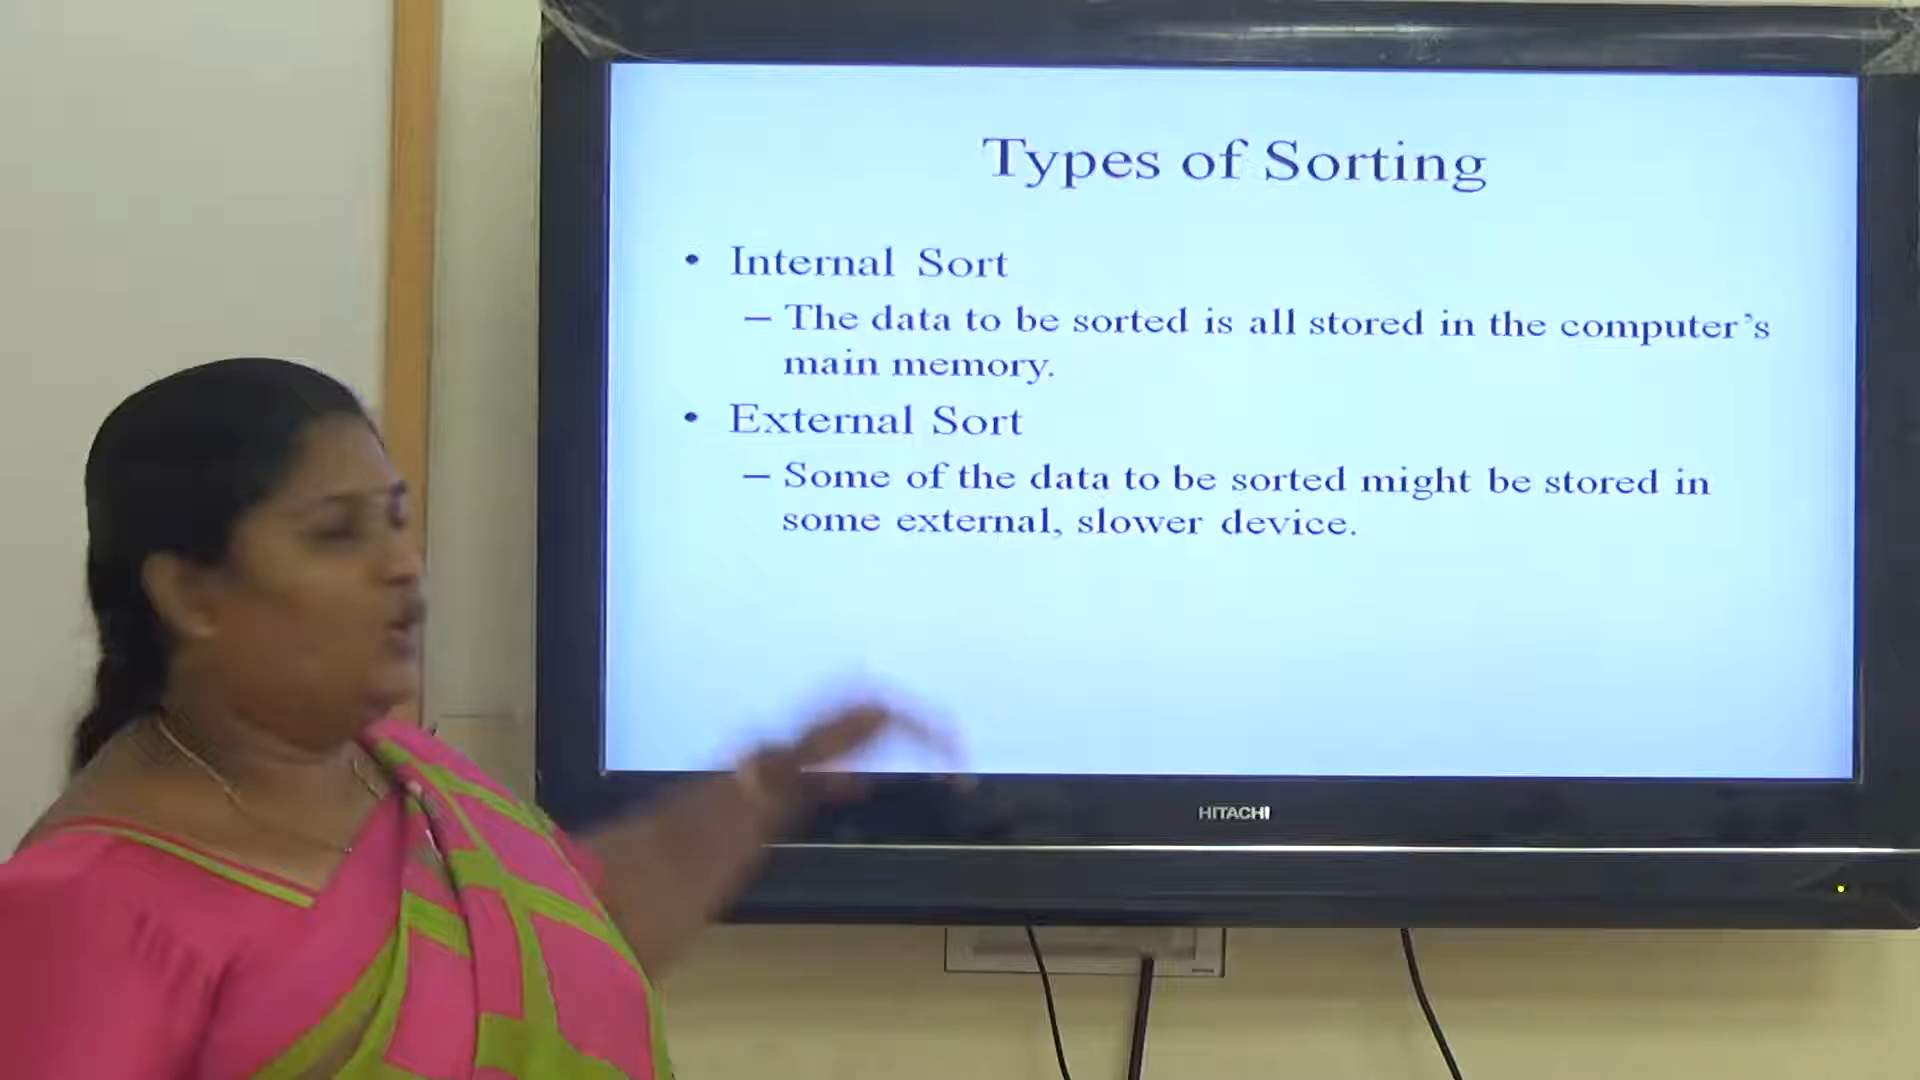 Types of Sorting
• Internal Sort
– The data to be sorted is all stored in the computer’s
main memory.
• External Sort
– Some of the data to be sorted might be stored in
some external, slower device.
HITACHI